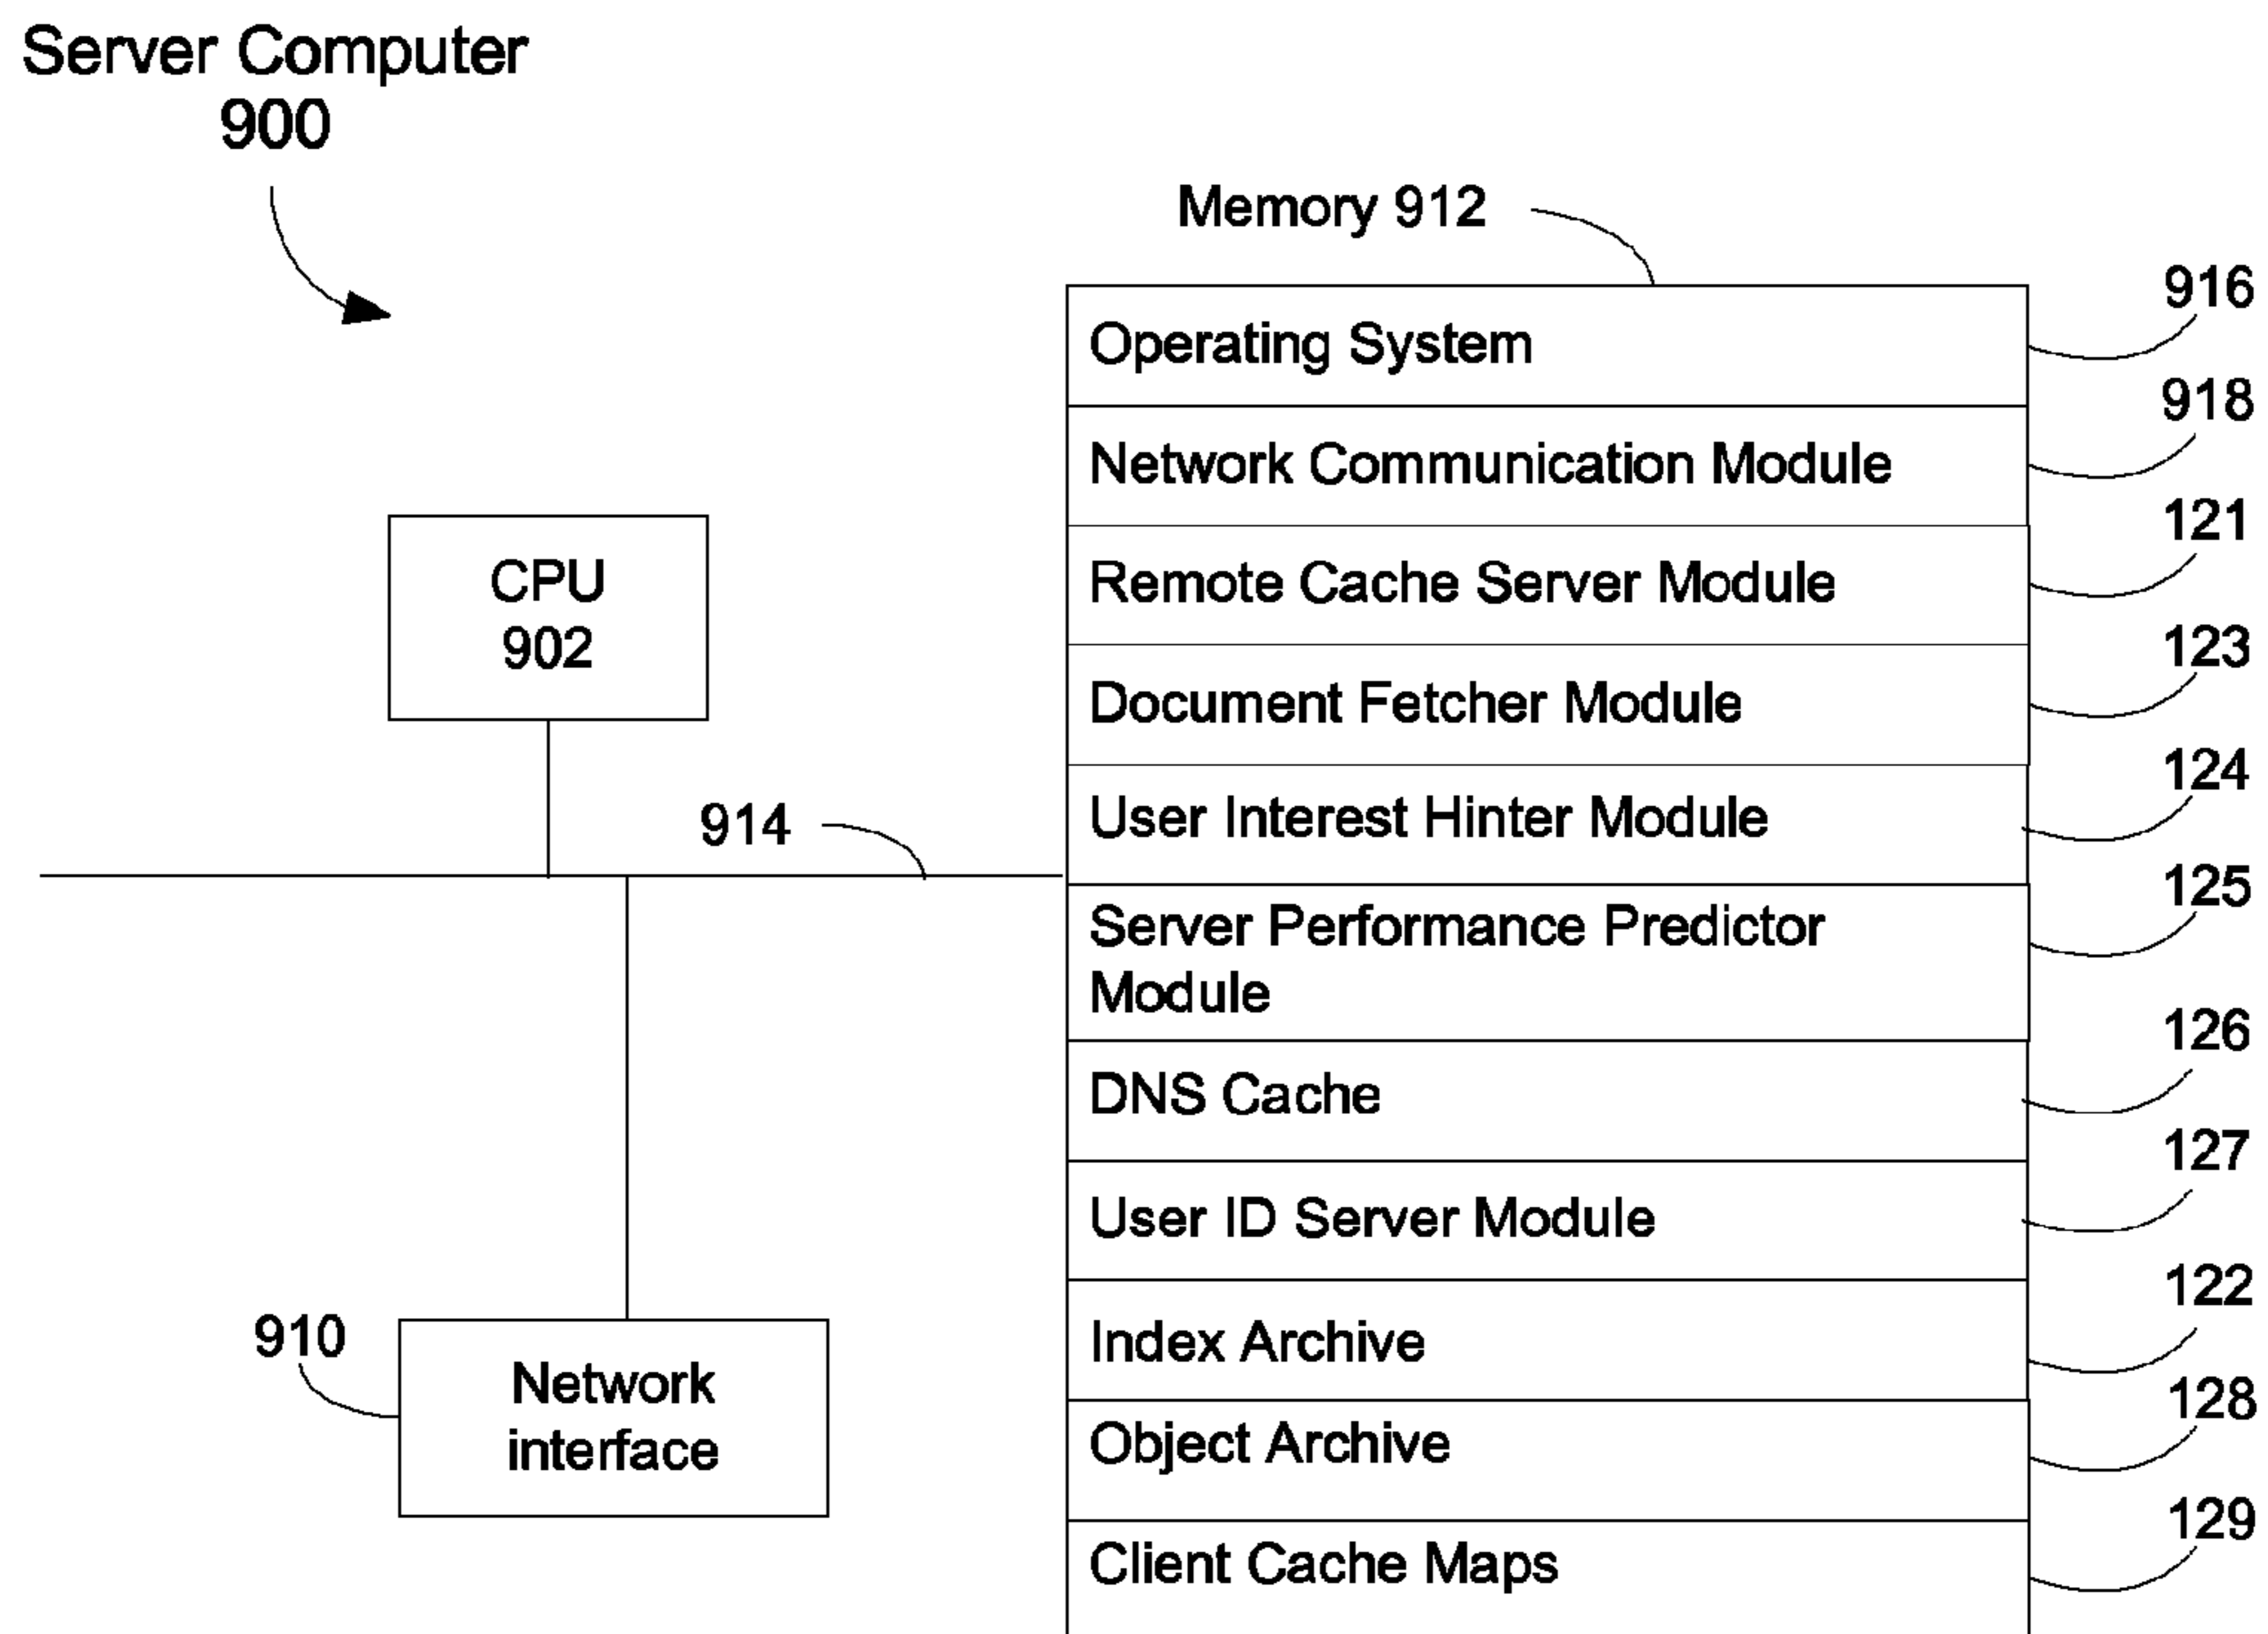 Server Computer
900
Memory 912
916
Operating System
918
Network Communication Module
121
Remote Cache Server Module
CPU
902
123
Document Fetcher Module
124
User Interest Hinter Module
914
125
Server Performance Predictor
Module
126
DNS Cache
127
User ID Server Module
122
Index Archive
910
Network
interface
128
Object Archive
129
Client Cache Maps